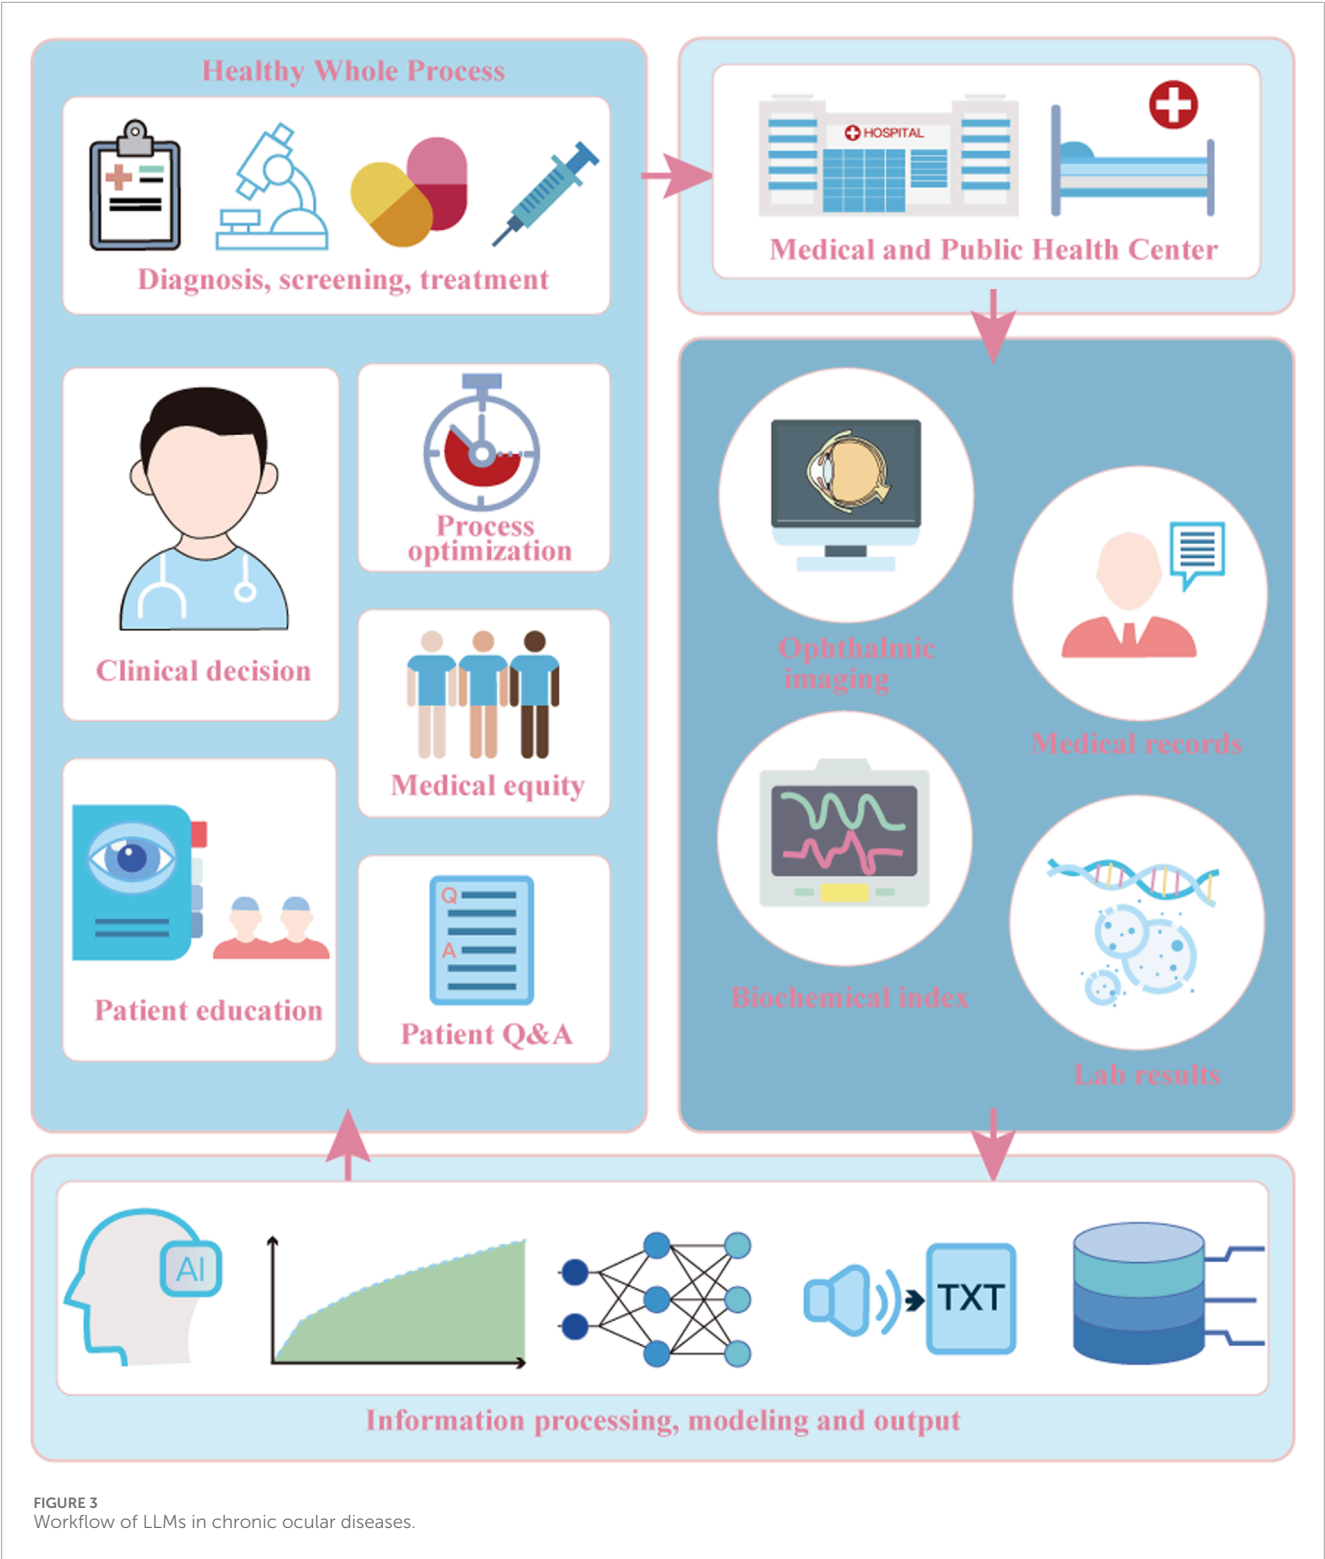 Healthy Whole Process
Diagnosis, screening, treatment
HOSPITAL
Medical and Public Health Center
Clinical decision
Process
optimization
Medical equity
Patient education
Q
A
Patient Q&A
Ophthalmic
imaging
Medical records
Biochemical index
Lab results
AI
TXT
Information processing, modeling and output
FIGURE 3
Workflow of LLMs in chronic ocular diseases.